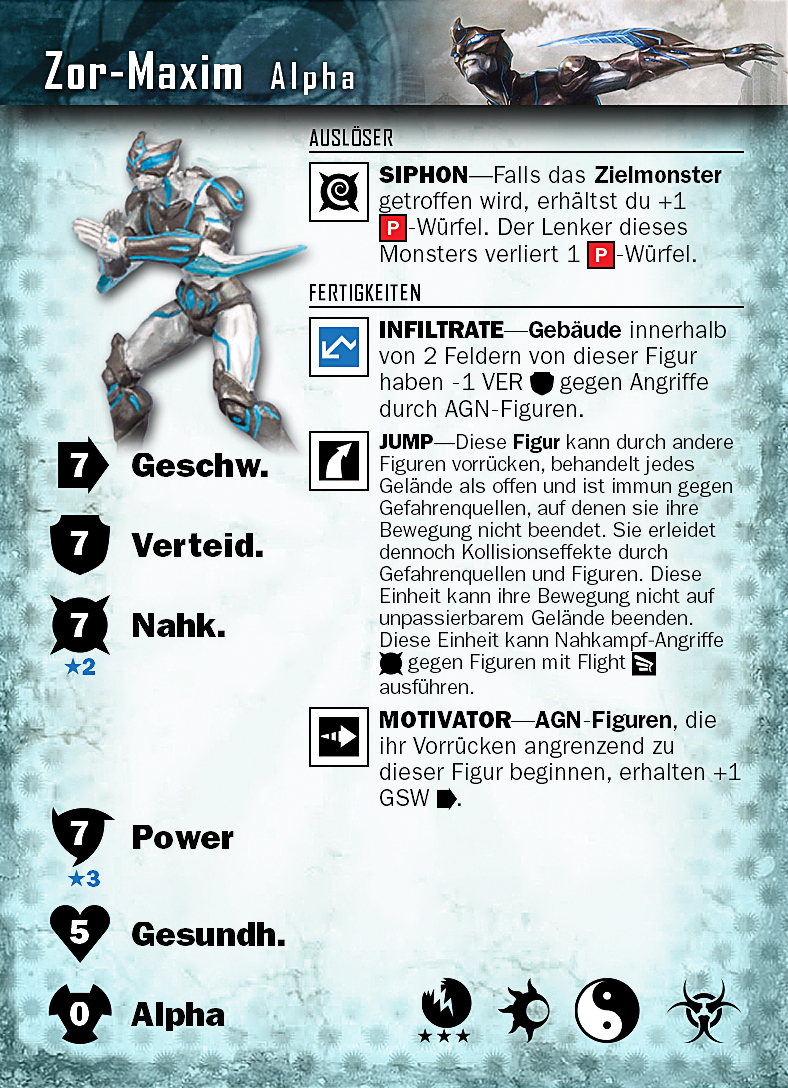 Zor-Maxim Alpha
AUSLÖSER
SIPHON—Falls das Zielmonster
getroffen wird, erhältst du +1
P-Würfel. Der Lenker dieses
Monsters verliert 1 P-Würfel.
FERTIGKEITEN
INFILTRATE—Gebäude innerhalb
von 2 Feldern von dieser Figur
haben -1 VER gegen Angriffe
durch AGN-Figuren.
JUMP—Diese Figur kann durch andere
Figuren vorrücken, behandelt jedes
Gelände als offen und ist immun gegen
Gefahrenquellen, auf denen sie ihre
Bewegung nicht beendet. Sie erleidet
dennoch Kollisionseffekte durch
Gefahrenquellen und Figuren. Diese
Einheit kann ihre Bewegung nicht auf
unpassierbarem Gelände beenden.
Diese Einheit kann Nahkampf-Angriffe
gegen Figuren mit Flight
ausführen.
MOTIVATOR—AGN-Figuren, die
ihr Vorrücken angrenzend zu
dieser Figur beginnen, erhalten +1
GSW .
7 Geschw.
7 Verteid.
7 Nahk.
★2
7 Power
★3
5 Gesundh.
0 Alpha
★★★